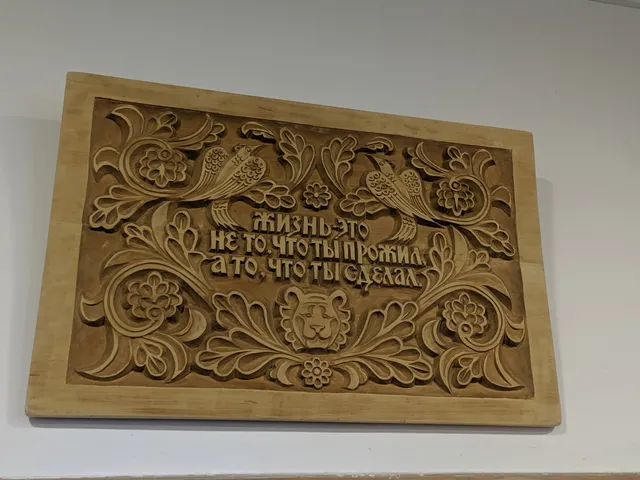 ЖИЗНЬ-ЭТО
НЕ ТО, ЧТО ТЫ ПРОЖИЛ,
А ТО, ЧТО ТЫ СДЕЛАЛ.